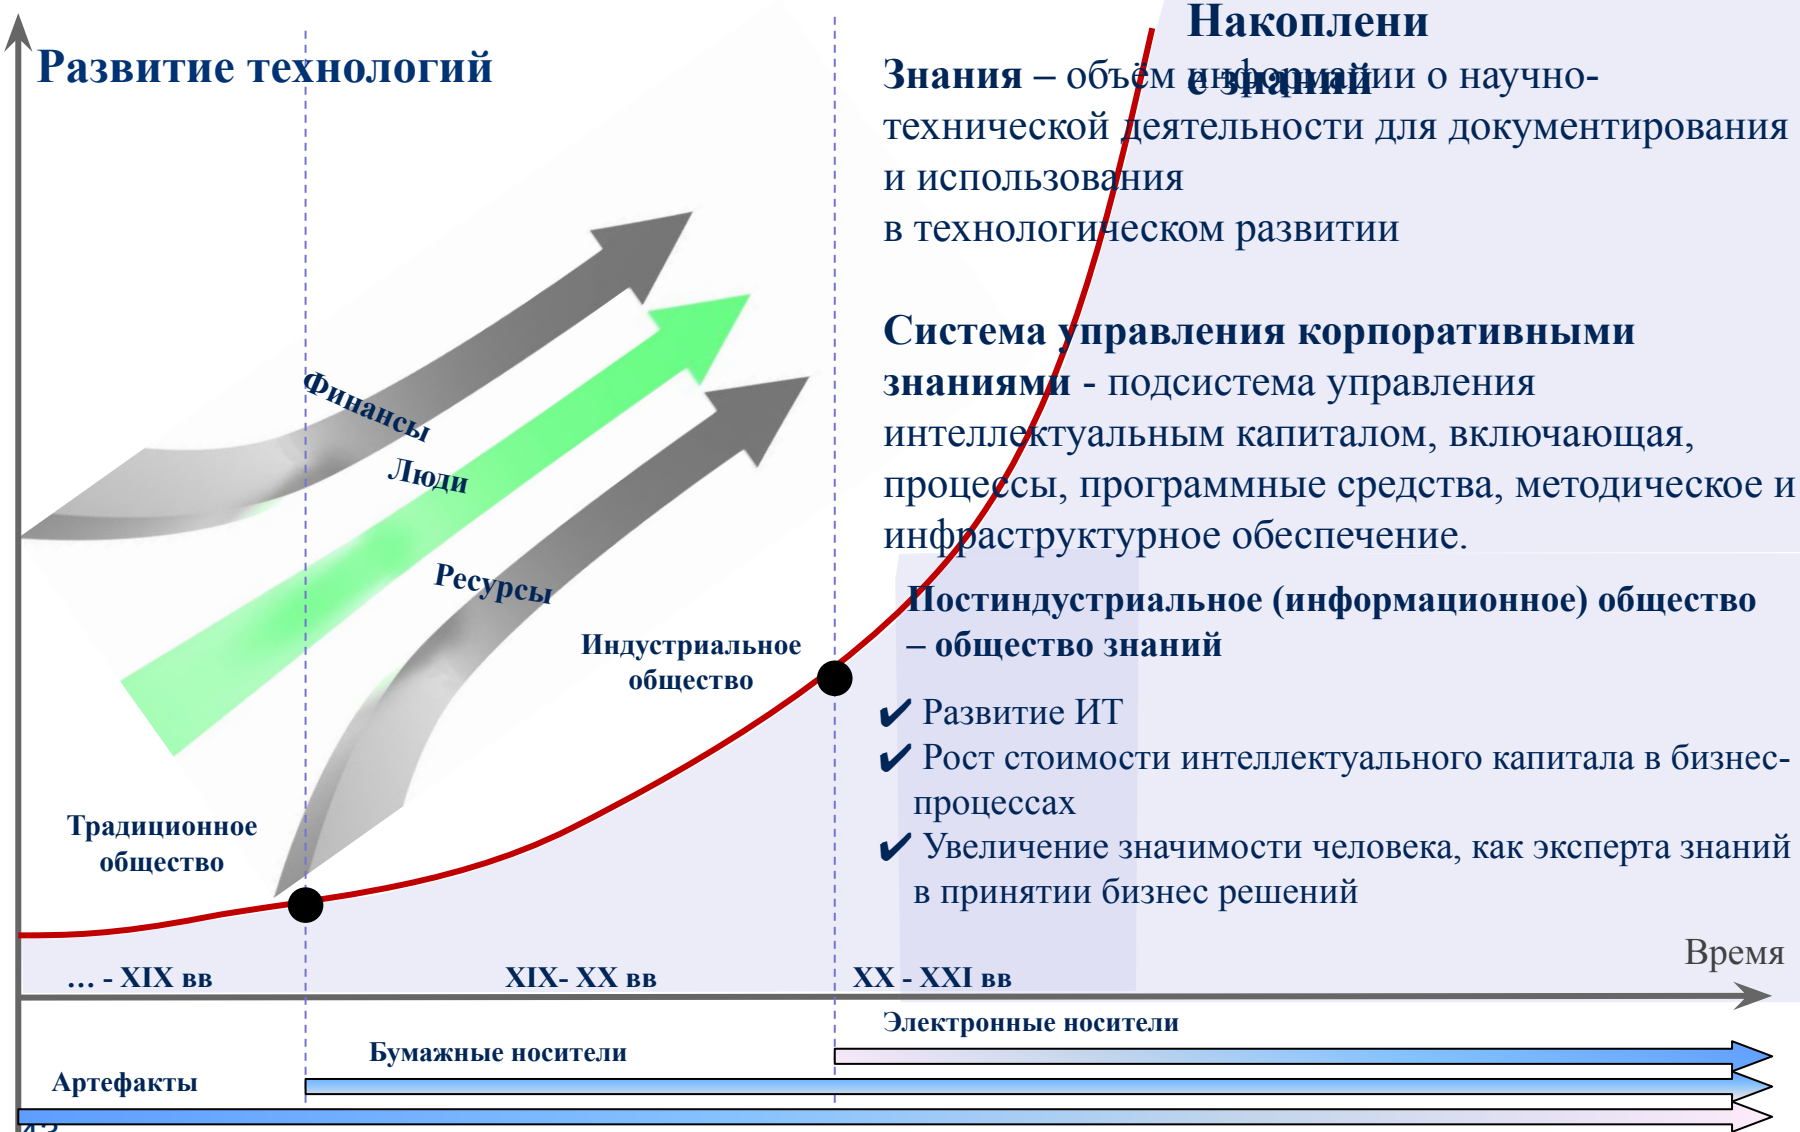 Накоплени
е знаний
Развитие технологий
Знания – объём информации о научно-
технической деятельности для документирования
и использования
в технологическом развитии
Система управления корпоративными
знаниями - подсистема управления
интеллектуальным капиталом, включающая,
процессы, программные средства, методическое и
инфраструктурное обеспечение.
Финансы
Люди
Ресурсы
Индустриальное
общество
Постиндустриальное (информационное) общество
– общество знаний
✔ Развитие ИТ
✔ Рост стоимости интеллектуального капитала в бизнес-
процессах
✔ Увеличение значимости человека, как эксперта знаний
в принятии бизнес решений
Традиционное
общество
Время
... - XIX вв
XIX- XX вв
XX - XXI вв
Электронные носители
Бумажные носители
Артефакты